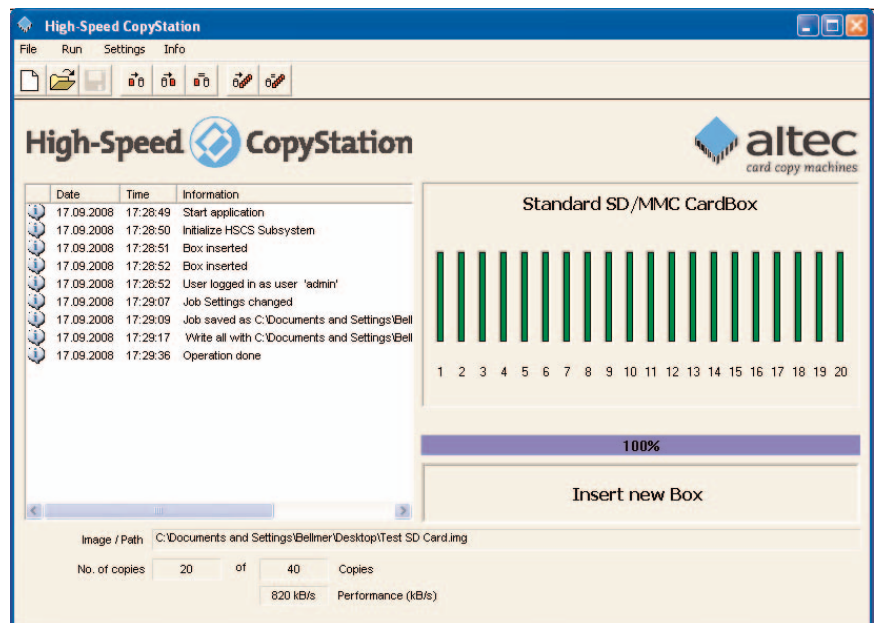 High-Speed CopyStation
File Run Settings Info
High-Speed CopyStation
altec
card copy machines
Date Time Information
17.09.2008 17:28:49 Start application
17.09.2008 17:28:50 Initialize HSCS Subsystem
17.09.2008 17:28:51 Box inserted
17.09.2008 17:28:52 Box inserted
17.09.2008 17:28:52 User logged in as user 'admin'
17.09.2008 17:29:07 Job Settings changed
17.09.2008 17:29:09 Job saved as C:\Documents and Settings\Bell
17.09.2008 17:29:17 Write all with C:\Documents and Settings\Bell
17.09.2008 17:29:36 Operation done
Standard SD/MMC CardBox
1 2 3 4 5 6 7 8 9 10 11 12 13 14 15 16 17 18 19 20
100%
Insert new Box
Image / Path C:\Documents and Settings\Bellmer\Desktop\Test SD Card.img
No. of copies 20 of 40 Copies
820 kB/s Performance (kB/s)